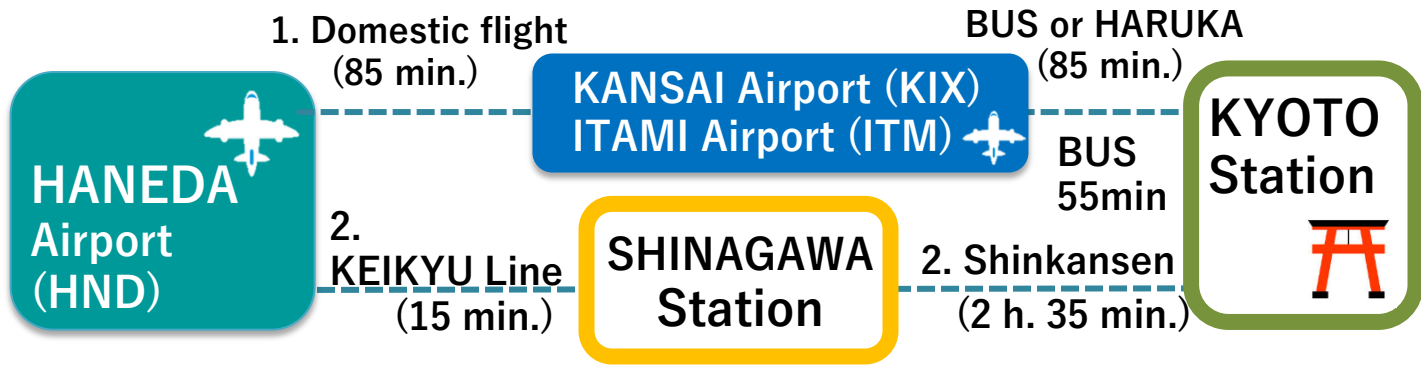 1. Domestic flight
(85 min.)
BUS or HARUKA
(85 min.)
HANEDA
Airport
(HND)
KANSAI Airport (KIX)
ITAMI Airport (ITM)
BUS
55min
KYOTO
Station
2.
KEIKYU Line
(15 min.)
SHINAGAWA
Station
2. Shinkansen
(2 h. 35 min.)